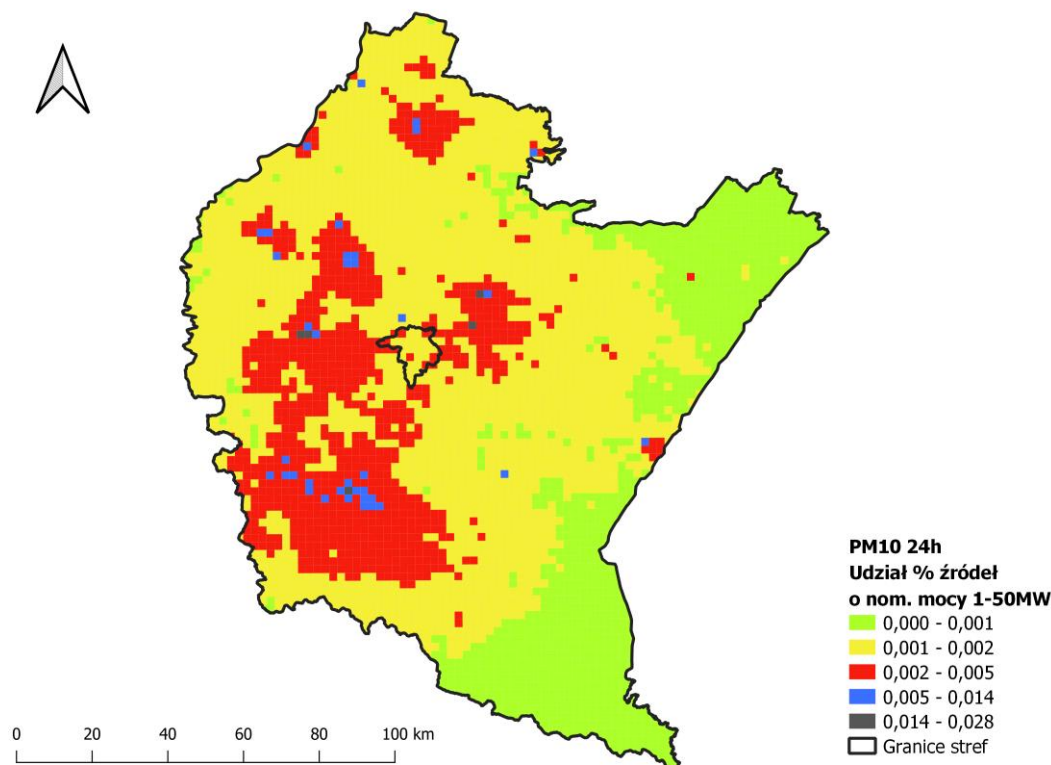 PM10 24h
Udział % źródeł
o nom. mocy 1-50MW
0,000 - 0,001
0,001 - 0,002
0,002 - 0,005
0,005 - 0,014
0,014 - 0,028
Granice stref
0 20 40 60 80 100 km